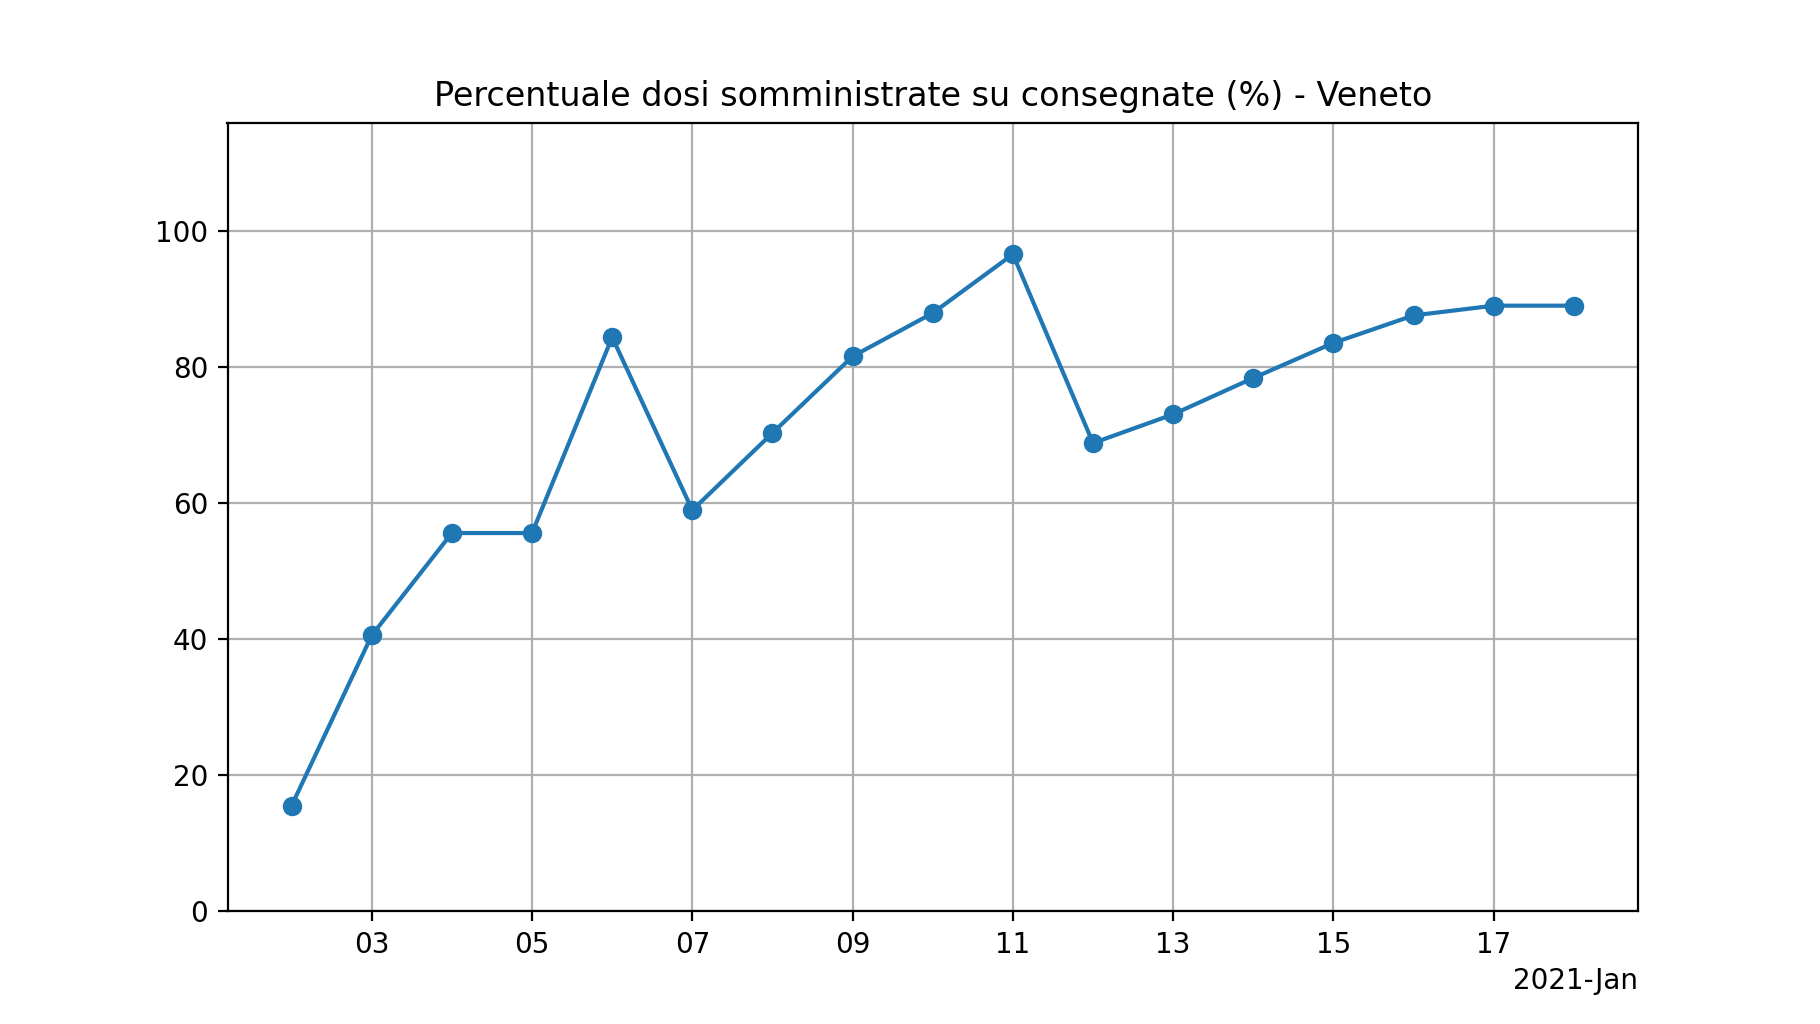 Percentuale dosi somministrate su consegnate (%) - Veneto
100
80
60
40
20
0
03 05 07 09 11 13 15 17
2021-Jan